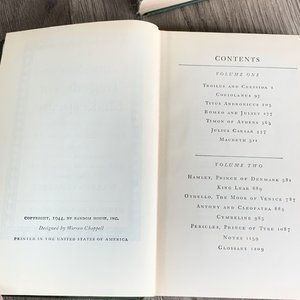 Copyright, 1944, by Random House, Inc.
Designed by Warren Chappell
Printed in the United States of America
CONTENTS
VOLUME ONE
Troilus and Cressida 1
Coriolanus 97
Titus Andronicus
Romeo and Juliet 277
Timon of Athens 369
Julius Caesar
Macbeth 511
VOLUME TWO
Hamlet, Prince of Denmark 581
King Lear 689
Othello, The Moor of Venice 787
Antony and Cleopatra 885
Cymbeline 985
Pericles, Prince of Tyre 1087
Notes 1159
Glossary 1209